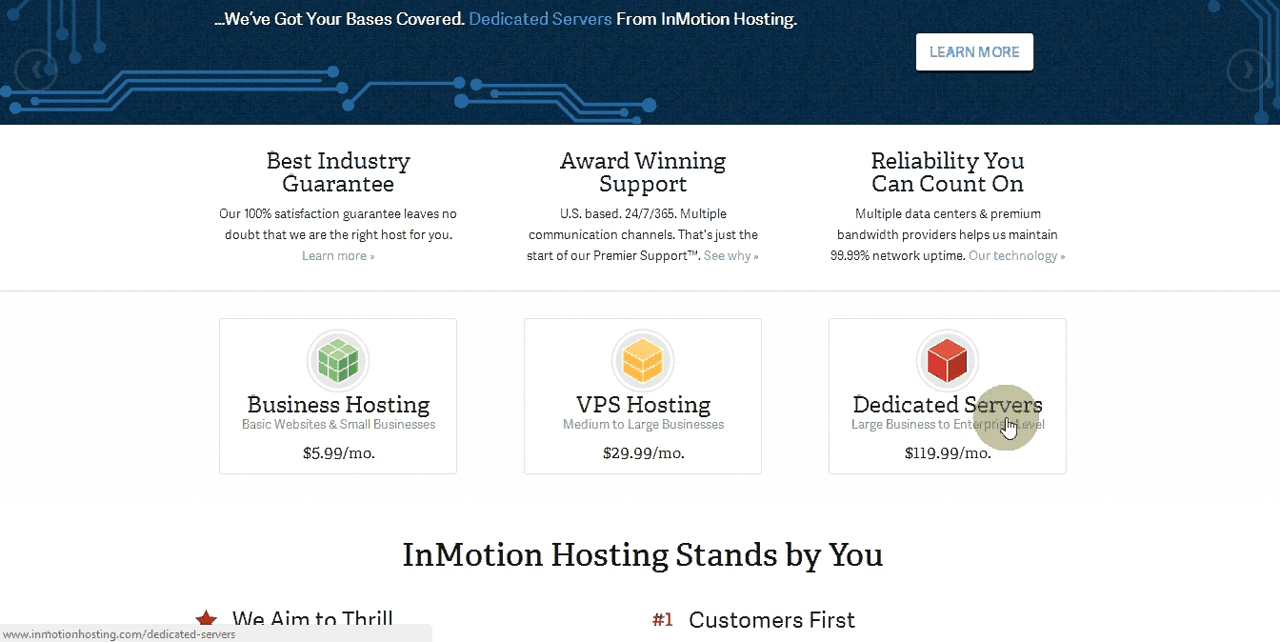 ...We've Got Your Bases Covered. Dedicated Servers From InMotion Hosting.
LEARN MORE
Best Industry
Guarantee
Our 100% satisfaction guarantee leaves no
doubt that we are the right host for you.
Learn more »
Award Winning
Support
U.S. based. 24/7/365. Multiple
communication channels. That's just the
start of our Premier Support™. See why »
Reliability You
Can Count On
Multiple data centers & premium
bandwidth providers helps us maintain
99.99% network uptime. Our technology »
Business Hosting
Basic Websites & Small Businesses
$5.99/mo.
VPS Hosting
Medium to Large Businesses
$29.99/mo.
Dedicated Servers
Large Business to Enterprise Level
$119.99/mo.
InMotion Hosting Stands by You
We Aim to Thrill
#1 Customers First
www.inmotionhosting.com/dedicated-servers